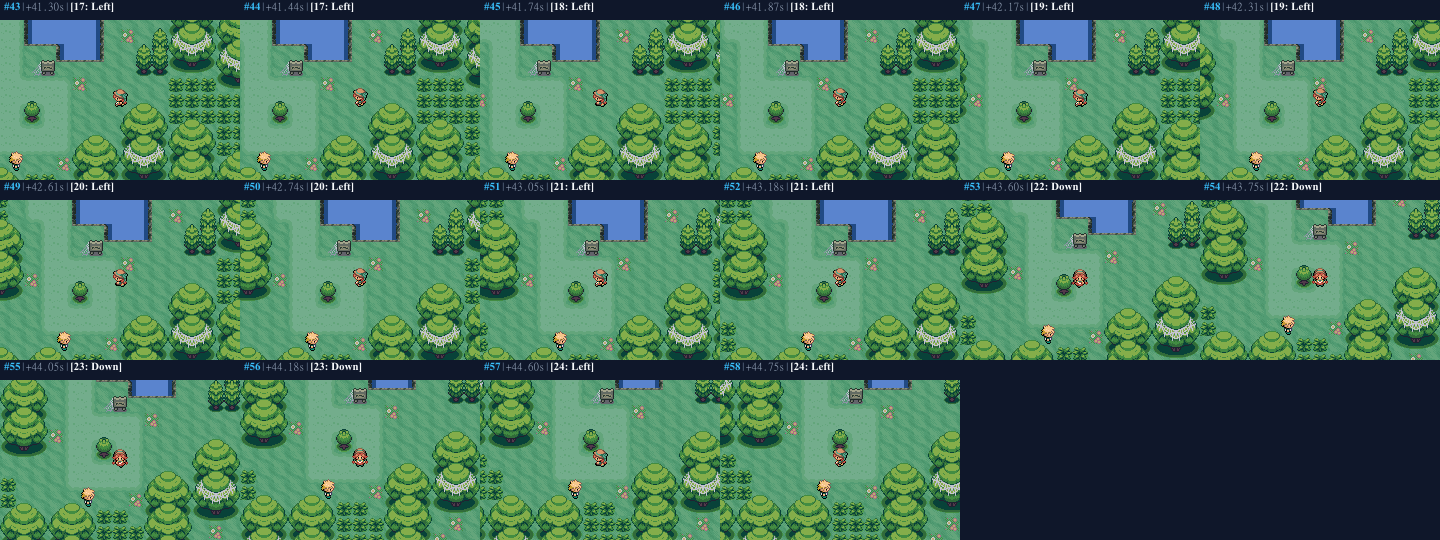 #43|+41.30s|[17: Left]
#44|+41.44s|[17: Left]
#45|+41.74s|[18: Left]
#46|+41.87s|[18: Left]
#47|+42.17s|[19: Left]
#48|+42.31s|[19: Left]
#49|+42.61s|[20: Left]
#50|+42.74s|[20: Left]
#51|+43.05s|[21: Left]
#52|+43.18s|[21: Left]
#53|+43.60s|[22: Down]
#54|+43.75s|[22: Down]
#55|+44.05s|[23: Down]
#56|+44.18s|[23: Down]
#57|+44.60s|[24: Left]
#58|+44.75s|[24: Left]